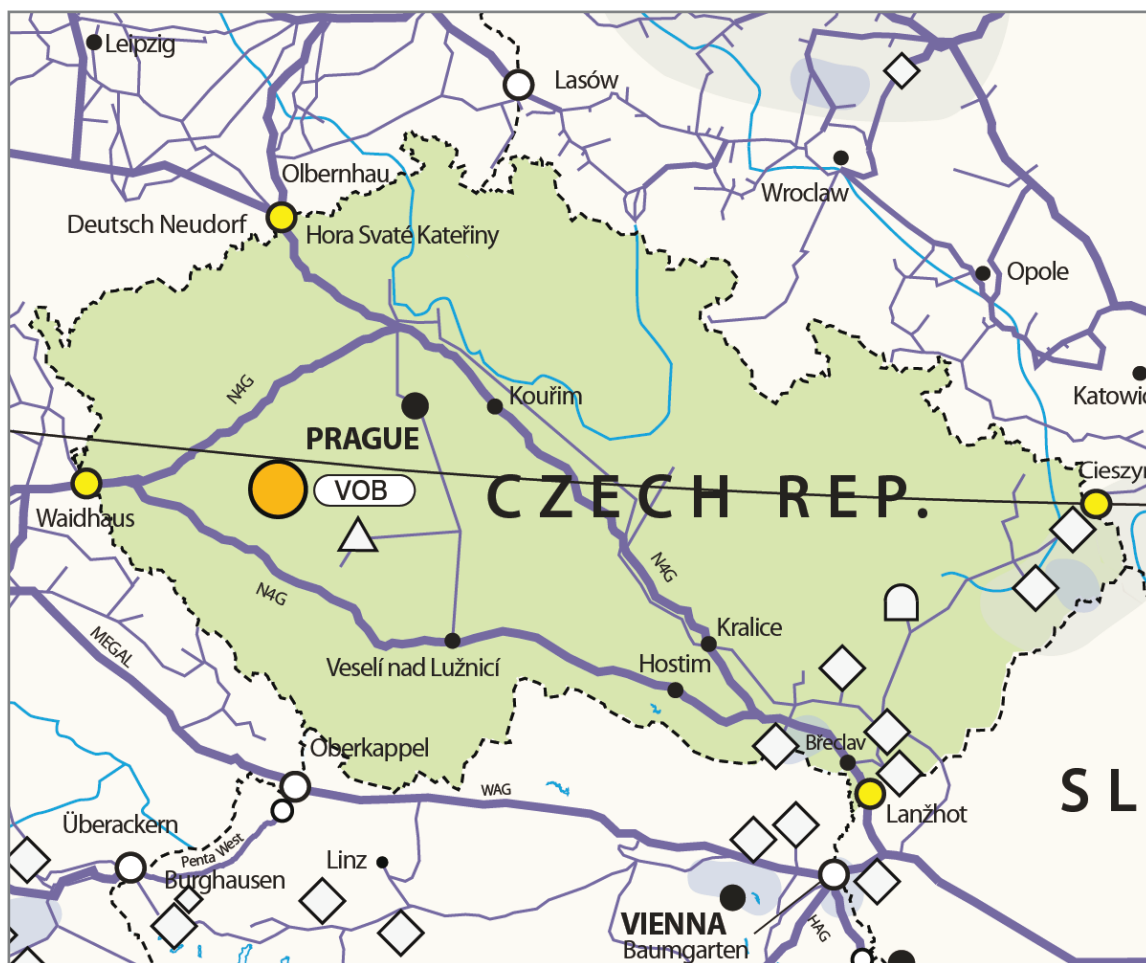 Leipzig
Lasów
Olbernhau
Wroclaw
Deutsch Neudorf
Hora Svaté Kateřiny
Opole
N4G
Kouřim
Katowic
PRAGUE
Cieszyn
VOB
CZECH REP.
Waidhaus
N4G
N4G
MEGAL
Kralice
Veselí nad Lužnicí
Hostim
Oberkappel
Břeclav
WAG
SL
Lanžhot
Überackern
Penta West
Linz
Burghausen
VIENNA
HAG
Baumgarten